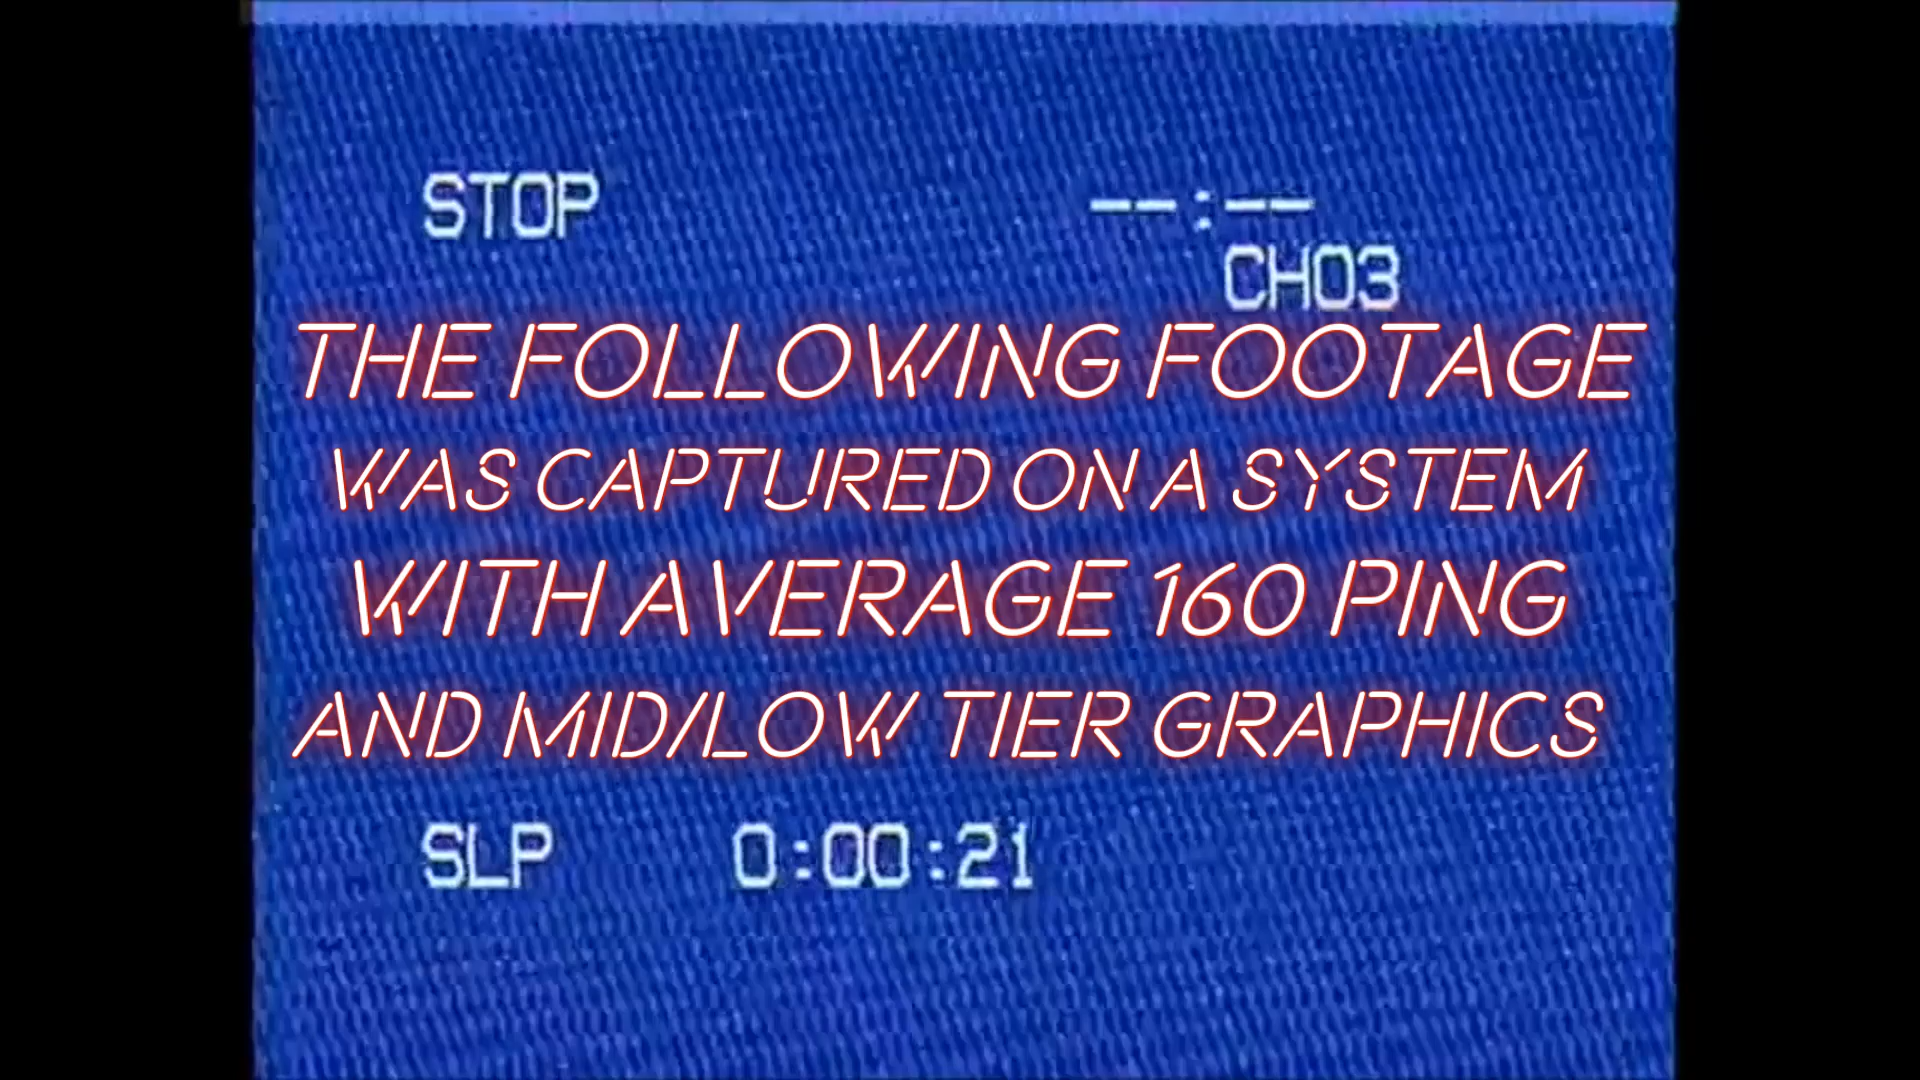 STOP --:--
CH03
THE FOLLOWING FOOTAGE
WAS CAPTURED ON A SYSTEM
WITH AVERAGE 160 PING
AND MID/LOW TIER GRAPHICS
SLP 0:00:21